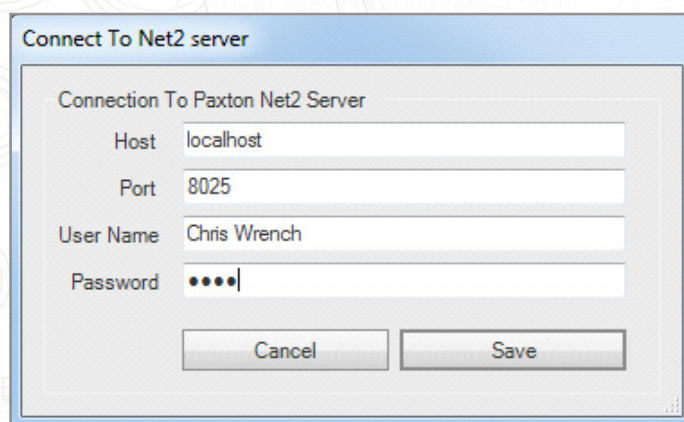 Connect To Net2 server
Connection To Paxton Net2 Server
Host localhost
Port 8025
User Name Chris Wrench
Password ••••
Cancel Save